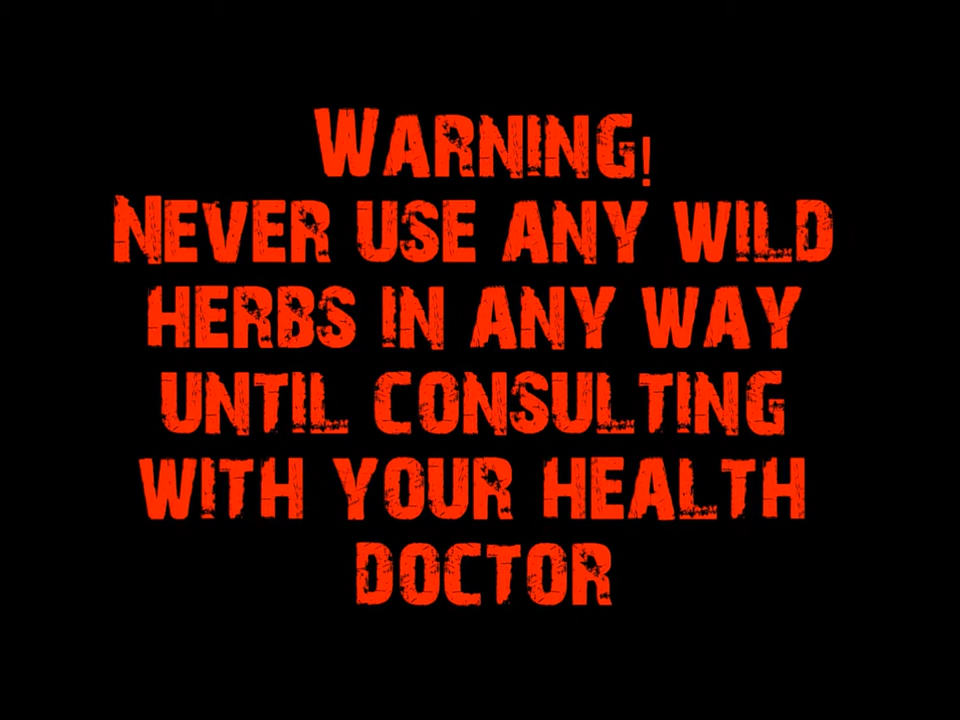 Warning!
Never use any wild
herbs in any way
until consulting
with your health
doctor